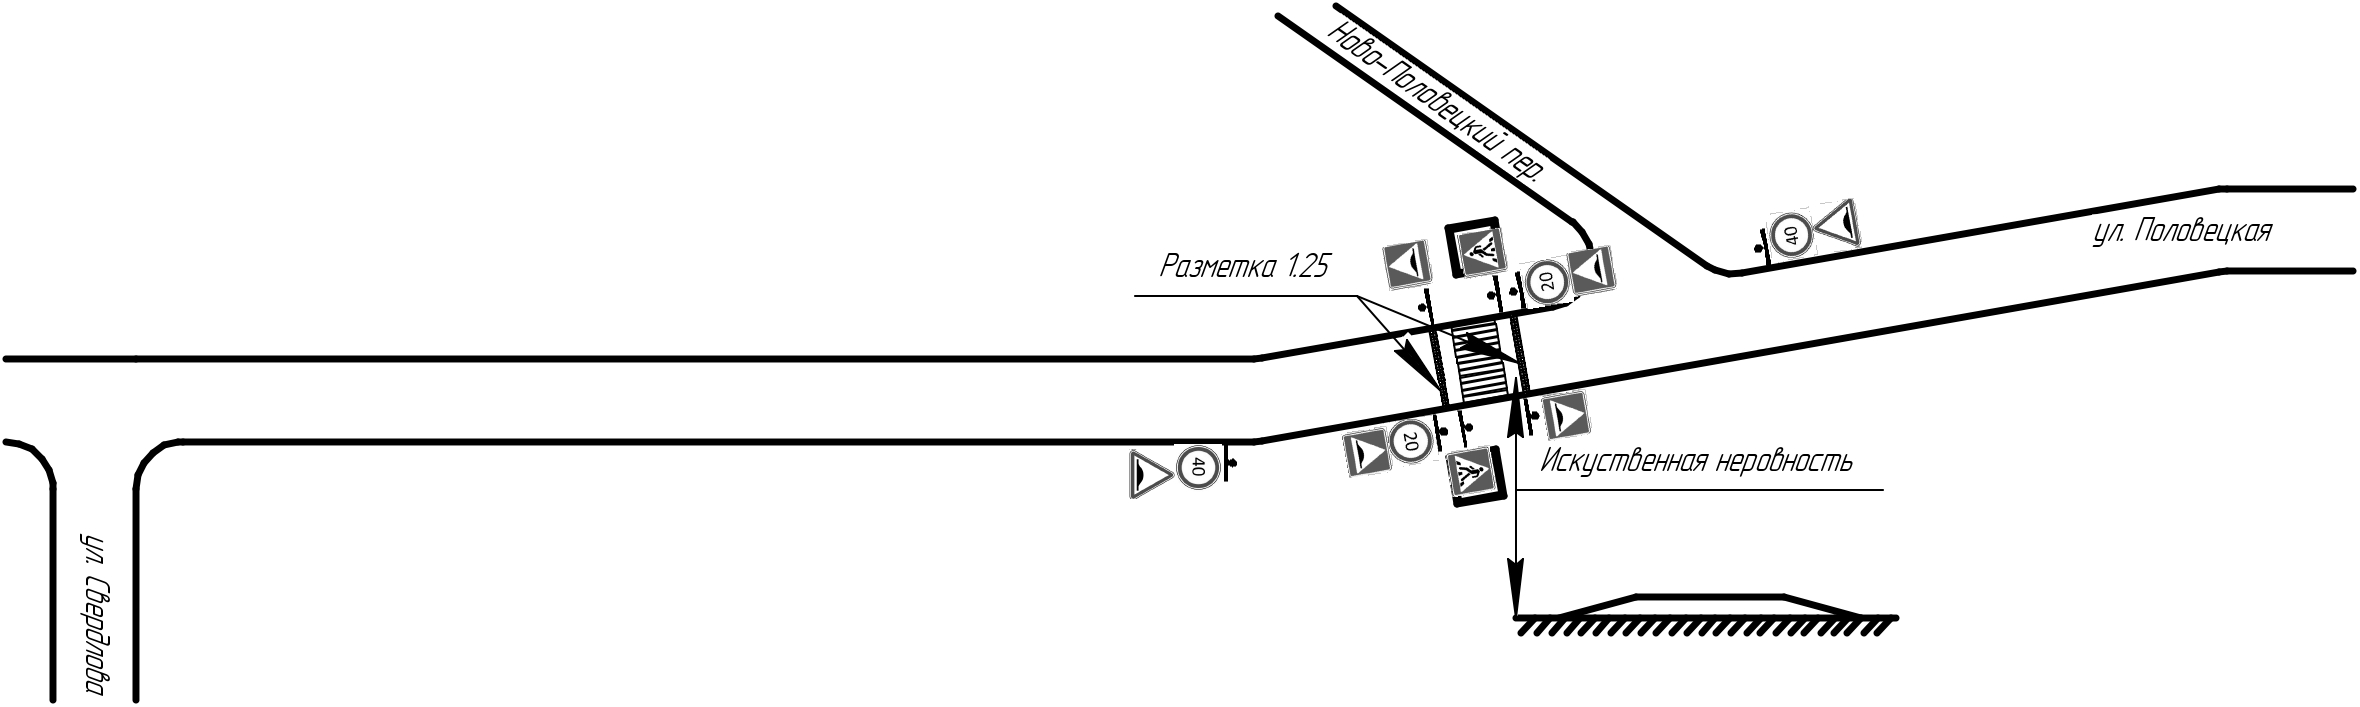 Ново-Половецкий пер.
40
ул. Половецкая
Разметка 1.25
20
20
40
Искуственная неровность
ул. Свердлова